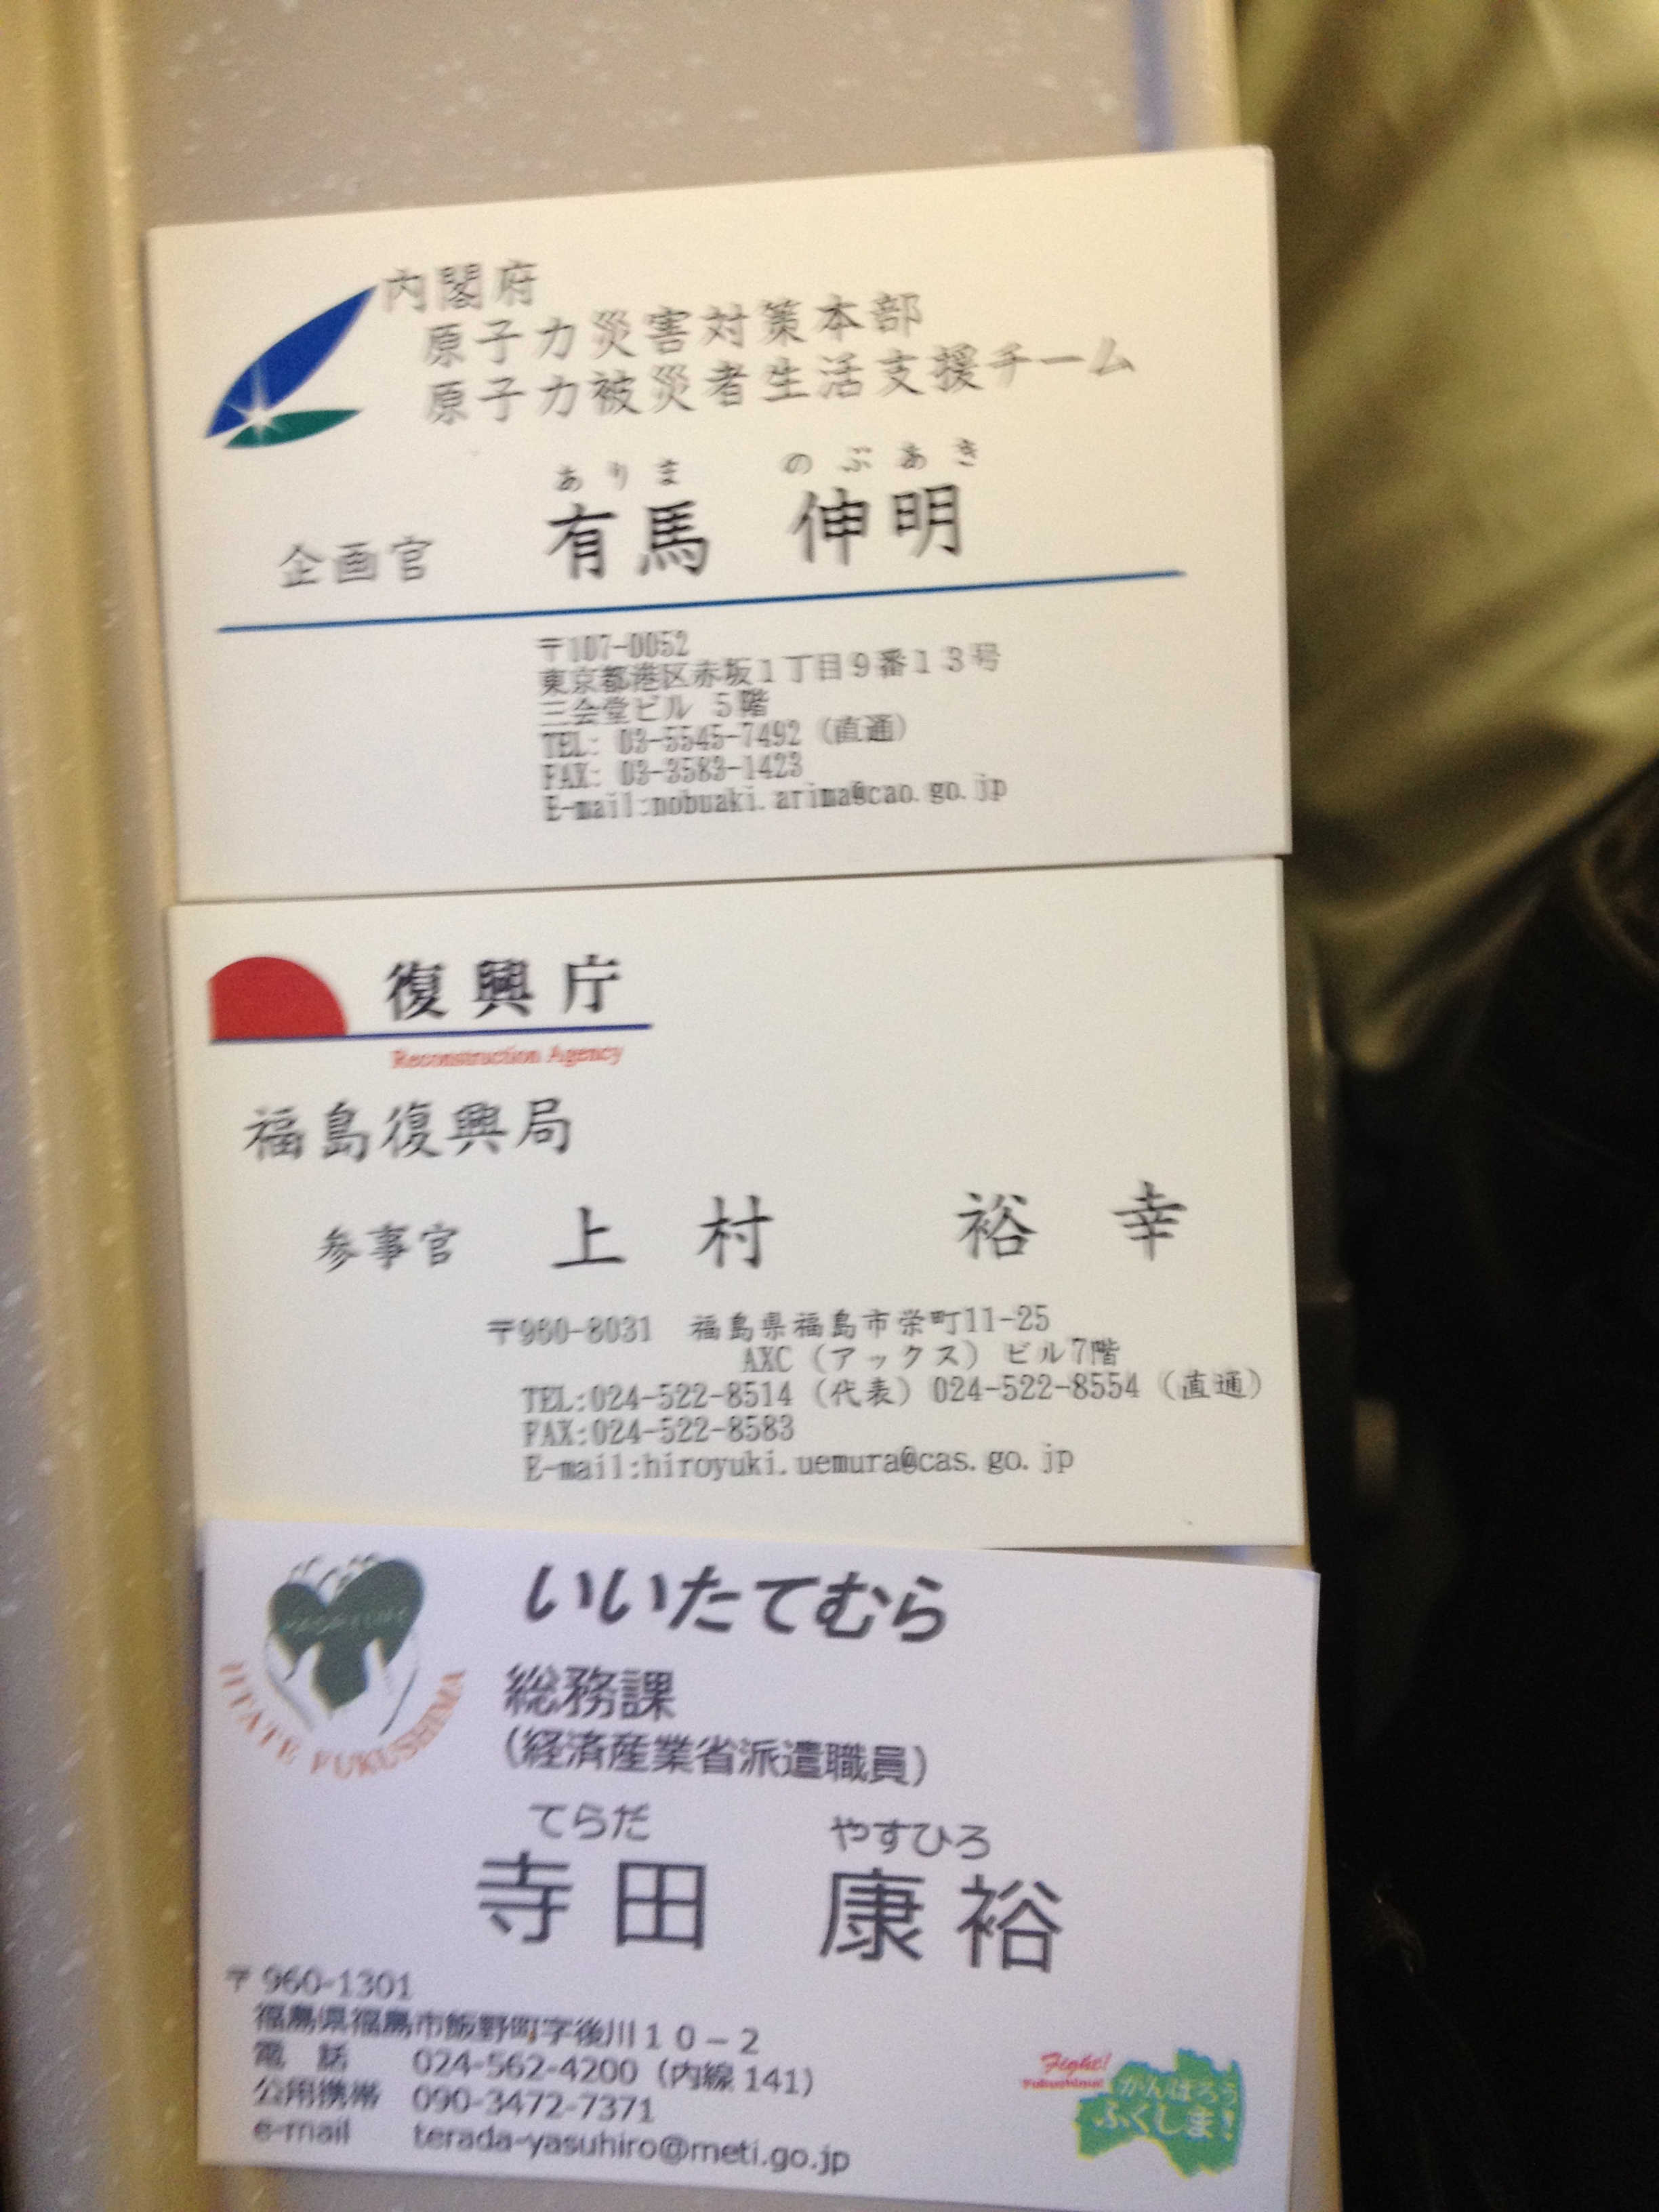 内閣府
原子力災害対策本部
原子力被災者生活支援チーム
ありま のぶあき
企画官 有馬 伸明
〒107-0052
東京都港区赤坂1丁目9番13号
三会堂ビル 5階
TEL: 03-5545-7492 (直通)
FAX: 03-3583-1423
E-mail:nobuaki.arima@cao.go.jp
復興庁
Reconstruction Agency
福島復興局
参事官 上村 裕幸
〒960-8031 福島県福島市栄町11-25
AXC(アックス)ビル7階
TEL:024-522-8514(代表)024-522-8554(直通)
FAX:024-522-8583
E-mail:hiroyuki.uemura@cas.go.jp
IITATE FUKUSHIMA
いいたてむら
総務課
(経済産業省派遣職員)
てらだ やすひろ
寺田 康裕
〒960-1301
福島県福島市飯野町字後川10-2
電 話 024-562-4200(内線141)
公用携帯 090-3472-7371
e-mail terada-yasuhiro@meti.go.jp
Fight!
Fukushima!
がんばろう
ふくしま!